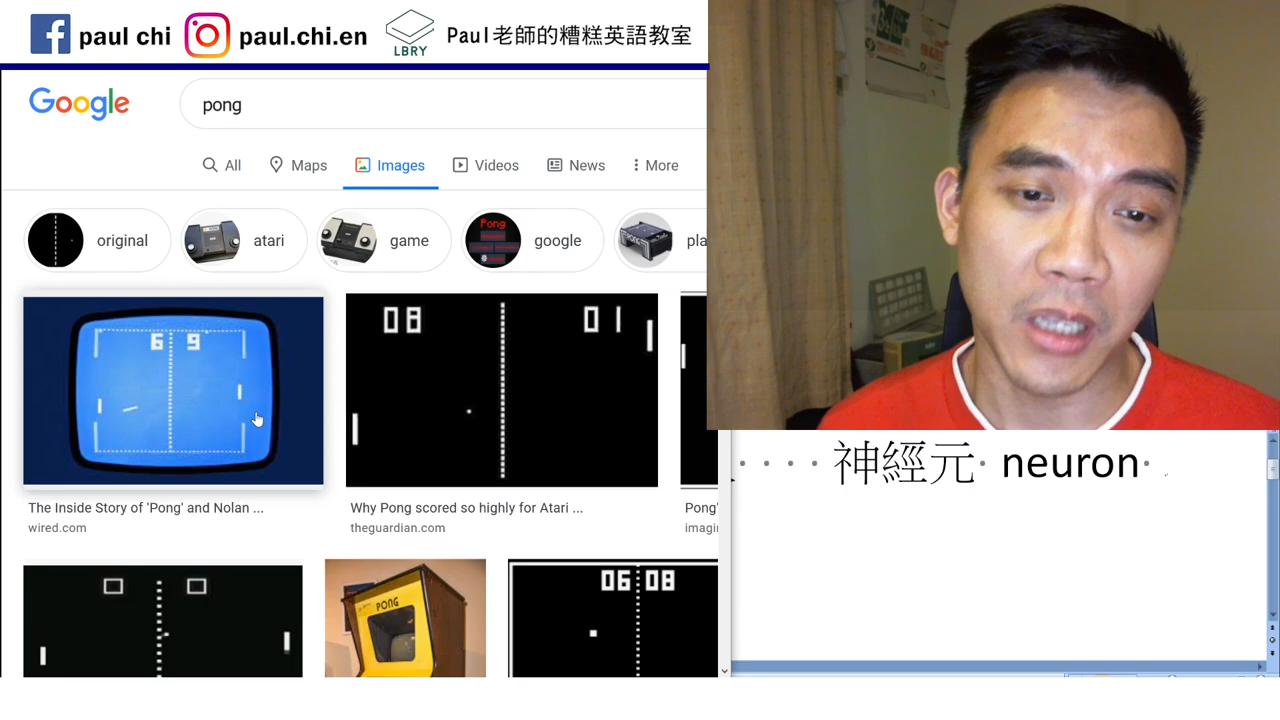 paul chi paul.chi.en LBRY Paul老師的糟糕英語教室
Google pong
All Maps Images Videos News More
original atari game google pla
Pong
6 9
08 01
The Inside Story of 'Pong' and Nolan ...
wired.com
Why Pong scored so highly for Atari ...
theguardian.com
Pong'
imagi
PONG
06 08
神經元 neuron